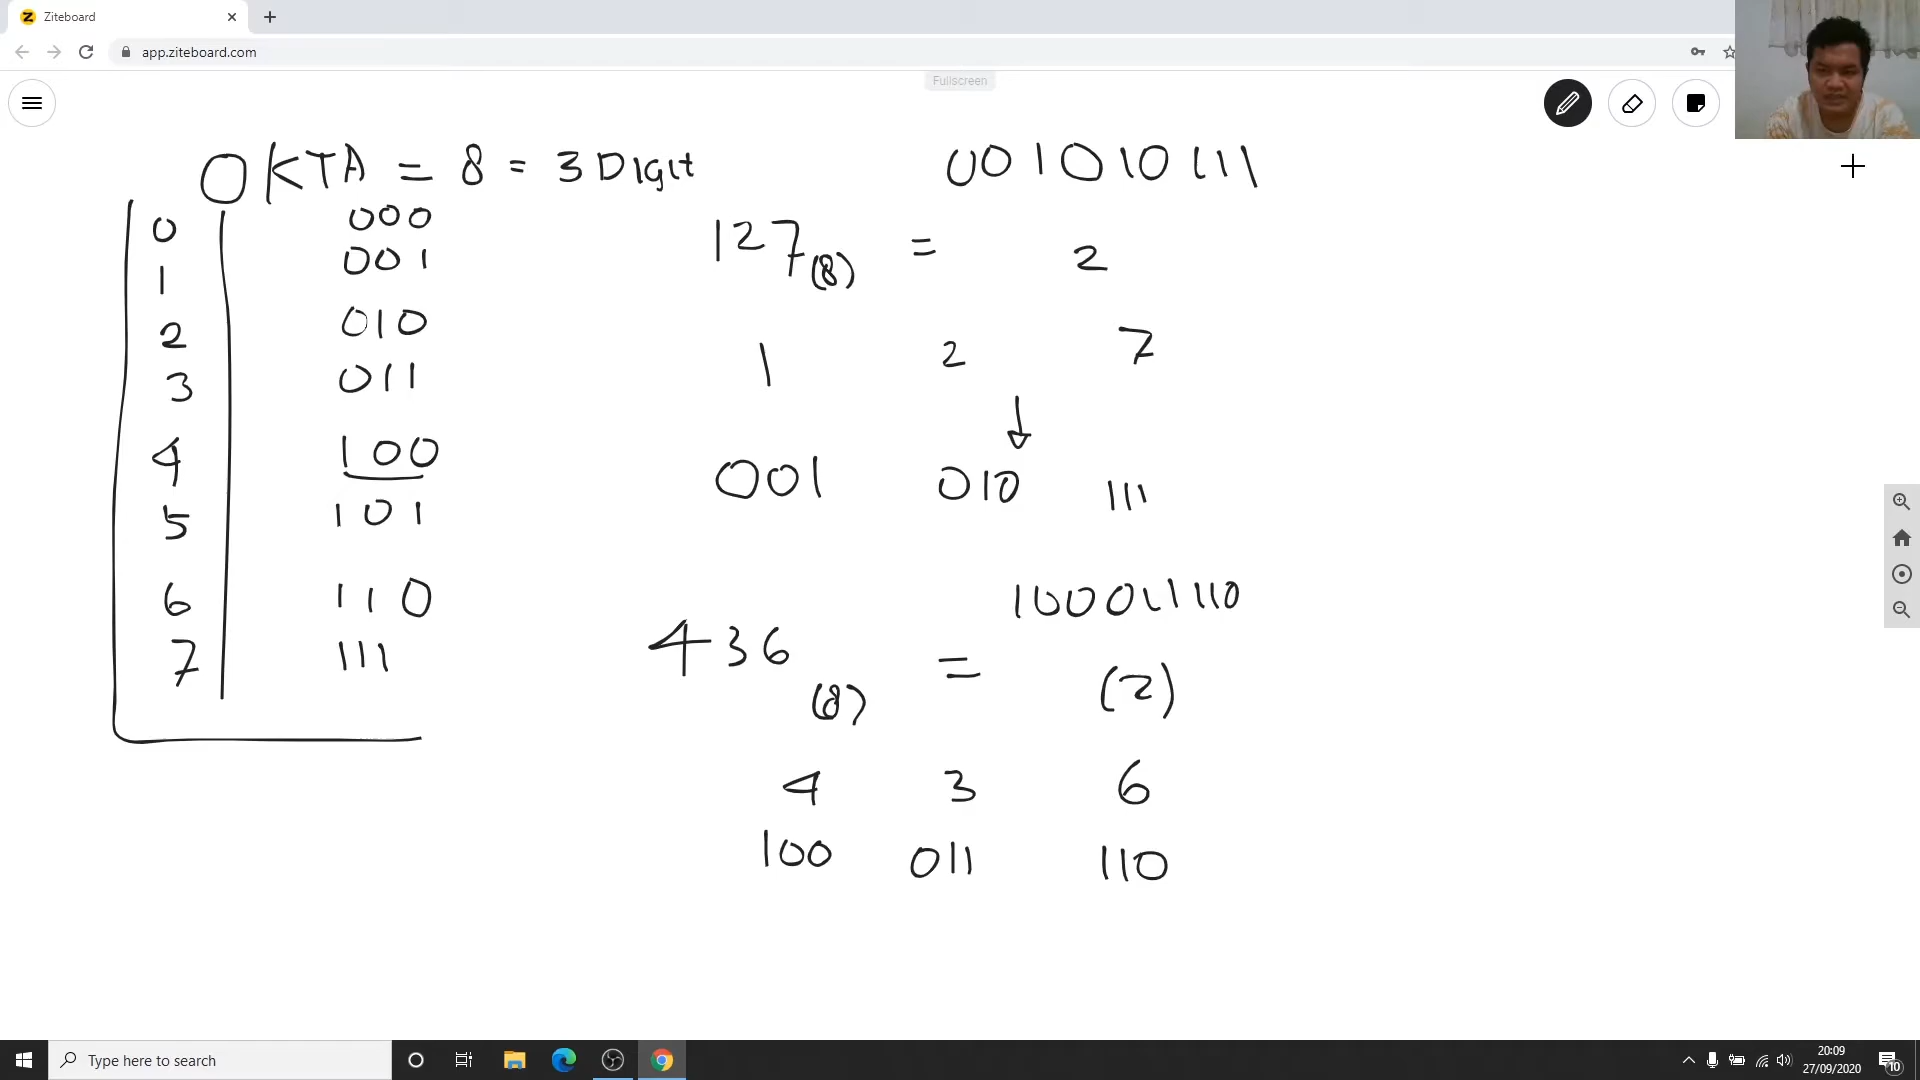 Ziteboard
app.ziteboard.com
Fullscreen
OKTA = 8 = 3 Digit
0 000
1 001
2 010
3 011
4 100
5 101
6 110
7 111
001010111
127(8) = 2
1 2 7
001 010 111
100011110
436(8) = (2)
4 3 6
100 011 110
Type here to search
20:09
27/09/2020
10